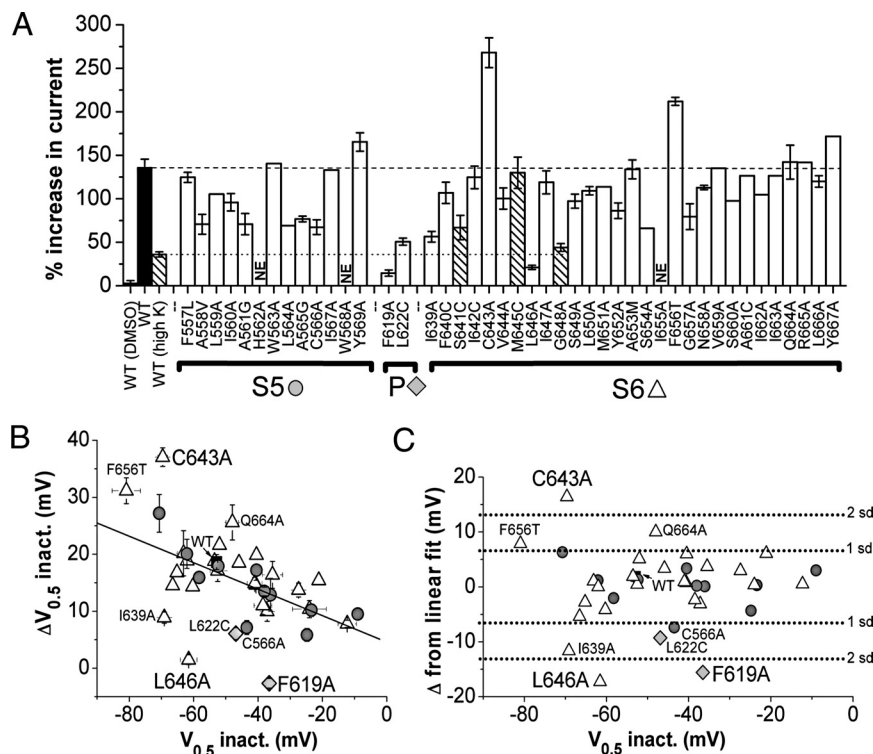 A
% increase in current
300
250
200
150
100
50
0
NE
NE
NE
WT (DMSO)
WT
WT (high K)
--
F557L
A558V
L559A
I560A
A561G
H562A
W563A
L564A
A565G
C566A
I567A
W568A
Y569A
--
F619A
L622C
--
I639A
F640C
S641C
I642C
C643A
V644A
M645C
L646A
I647A
G648A
S649A
L650A
M651A
Y652A
A653M
S654A
I655A
F656T
G657A
N658A
V659A
S660A
A661C
I662A
I663A
Q664A
R665A
L666A
Y667A
S5
P
S6
B
ΔV0.5 inact. (mV)
40
30
20
10
0
-80 -60 -40 -20 0
V0.5 inact. (mV)
C643A
F656T
Q664A
WT
I639A
L622C
C566A
L646A
F619A
C
Δ from linear fit (mV)
20
10
0
-10
-20
-80 -60 -40 -20 0
V0.5 inact. (mV)
C643A
2 sd
F656T
Q664A
1 sd
WT
C566A
1 sd
L622C
I639A
2 sd
L646A
F619A